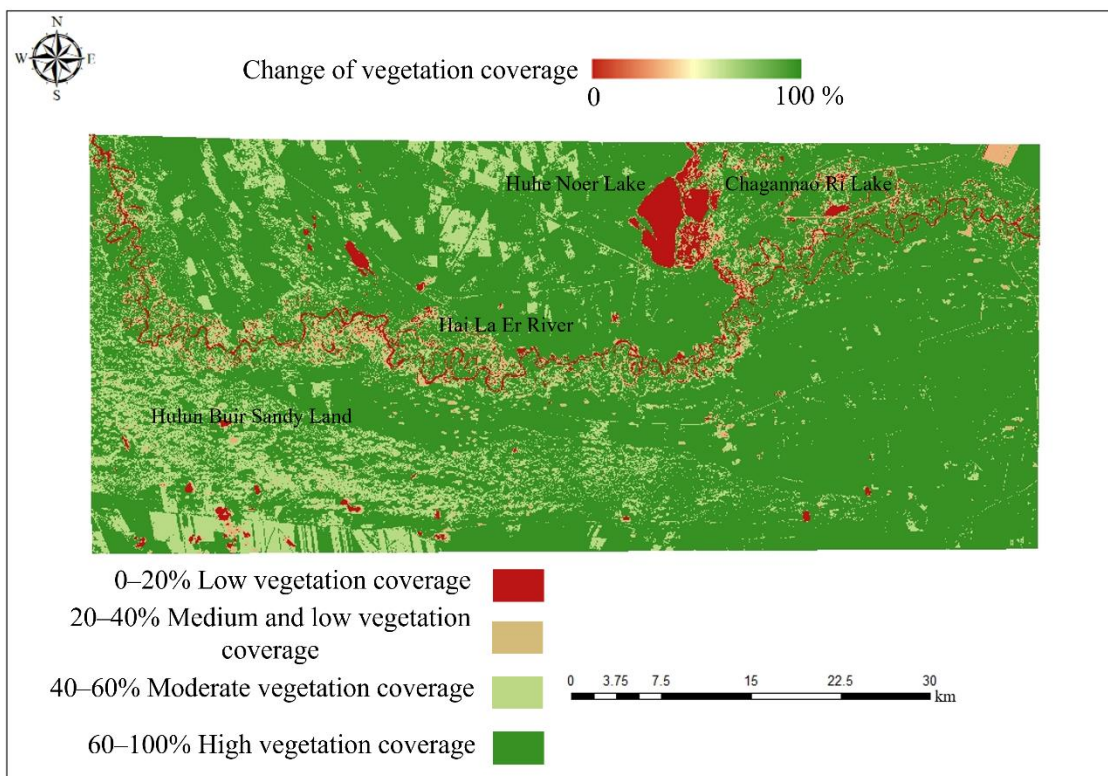 N
W E
S
Change of vegetation coverage
0 100 %
Huhe Noer Lake Chagannao Ri Lake
Hai La Er River
Hulun Buir Sandy Land
0–20% Low vegetation coverage
20–40% Medium and low vegetation
coverage
40–60% Moderate vegetation coverage
60–100% High vegetation coverage
0 3.75 7.5 15 22.5 30
km